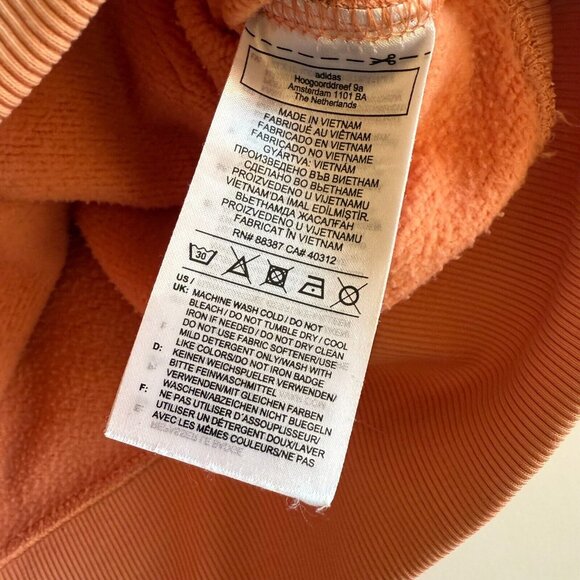 adidas
Hoogoorddreef 9a
Amsterdam 1101 BA
The Netherlands
MADE IN VIETNAM
FABRIQUÉ AU VIÊTNAM
FABRICADO EN VIETNAM
FABRICADO NO VIETNAME
GYÁRTVA: VIETNÁM
ПРОИЗВЕДЕНО ВЪВ ВИЕТНАМ
СДЕЛАНО ВО ВЬЕТНАМЕ
PROIZVEDENO U VIJETNAMU
VIETNAM'DA IMAL EDİLMİŞTİR.
ВЬЕТНАМДА ЖАСАЛҒАН
PROIZVEDENO U VIJETNAMU
FABRICAT ÎN VIETNAM
RN# 88387 CA# 40312
30
US /
UK: MACHINE WASH COLD / DO NOT
BLEACH / DO NOT TUMBLE DRY / COOL
IRON IF NEEDED / DO NOT DRY CLEAN
DO NOT USE FABRIC SOFTENER/USE
MILD DETERGENT ONLY/WASH WITH
LIKE COLORS/DO NOT IRON BADGE
D: KEINEN WEICHSPUELER VERWENDEN/
BITTE FEINWASCHMITTEL
VERWENDEN/MIT GLEICHEN FARBEN
WASCHEN/ABZEICHEN NICHT BUEGELN
F: NE PAS UTILISER D'ASSOUPLISSEUR/
UTILISER UN DÉTERGENT DOUX/LAVER
AVEC LES MÊMES COULEURS/NE PAS